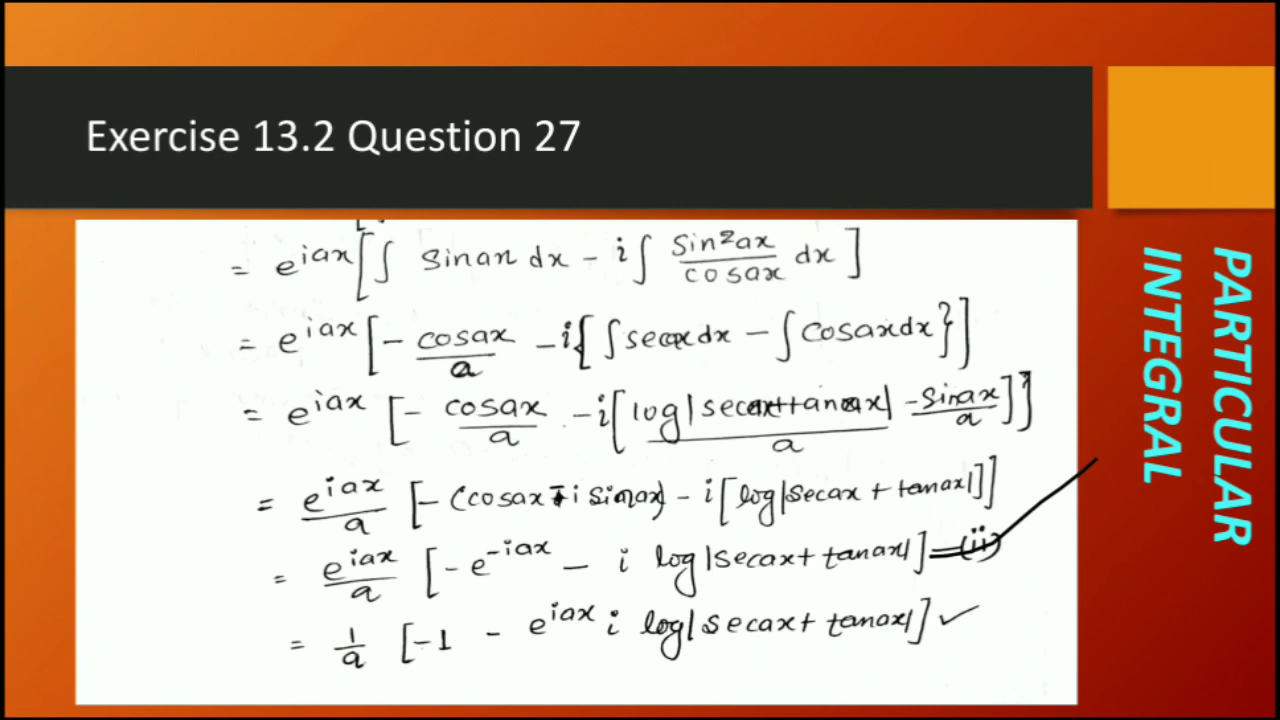 Exercise 13.2 Question 27
= e^{iax} [∫ sinax dx - i∫ sin²ax/cosax dx]
= e^{iax} [- cosax/a - i{∫secax dx - ∫cosax dx}]
= e^{iax} [- cosax/a - i[log|secax+tanax|/a - sinax/a]}
= e^{iax}/a [-(cosax - i sinax) - i[log|secax + tanax|]]
= e^{iax}/a [-e^{-iax} - i log|secax + tanax|] — (ii)
= 1/a [-1 - e^{iax} i log|secax + tanax|] ✓
PARTICULAR
INTEGRAL